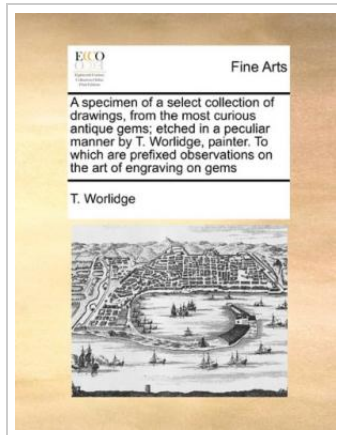 ECCO
Fine Arts
A specimen of a select collection of
drawings, from the most curious
antique gems; etched in a peculiar
manner by T. Worlidge, painter. To
which are prefixed observations on
the art of engraving on gems
T. Worlidge